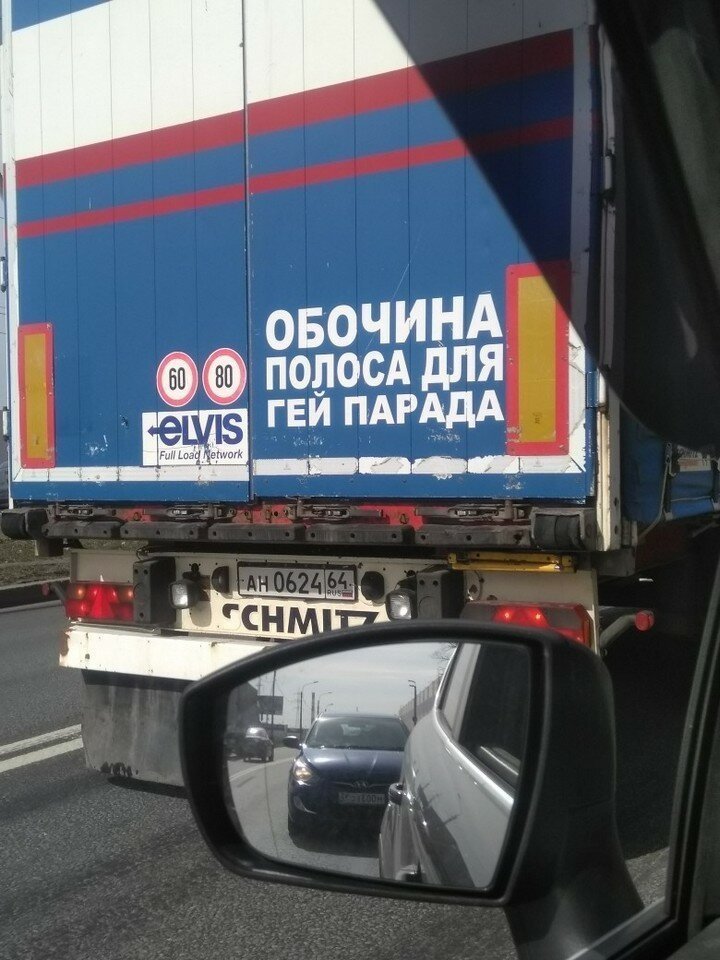 ОБОЧИНА
ПОЛОСА ДЛЯ
ГЕЙ ПАРАДА
60 80
ELVIS
Full Load Network
АН 0624 64
RUS
SCHMITZ